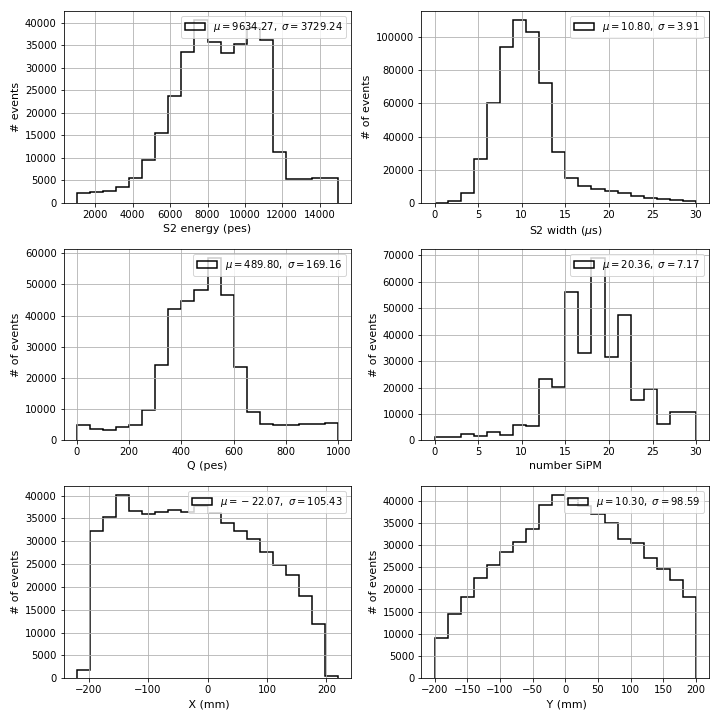 μ = 9634.27, σ = 3729.24
# events
40000
35000
30000
25000
20000
15000
10000
5000
0
2000 4000 6000 8000 10000 12000 14000
S2 energy (pes)
μ = 10.80, σ = 3.91
# of events
100000
80000
60000
40000
20000
0
0 5 10 15 20 25 30
S2 width (μs)
μ = 489.80, σ = 169.16
# of events
60000
50000
40000
30000
20000
10000
0
0 200 400 600 800 1000
Q (pes)
μ = 20.36, σ = 7.17
# of events
70000
60000
50000
40000
30000
20000
10000
0
0 5 10 15 20 25 30
number SiPM
μ = −22.07, σ = 105.43
# of events
40000
35000
30000
25000
20000
15000
10000
5000
0
−200 −100 0 100 200
X (mm)
μ = 10.30, σ = 98.59
# of events
40000
35000
30000
25000
20000
15000
10000
5000
0
−200 −150 −100 −50 0 50 100 150 200
Y (mm)